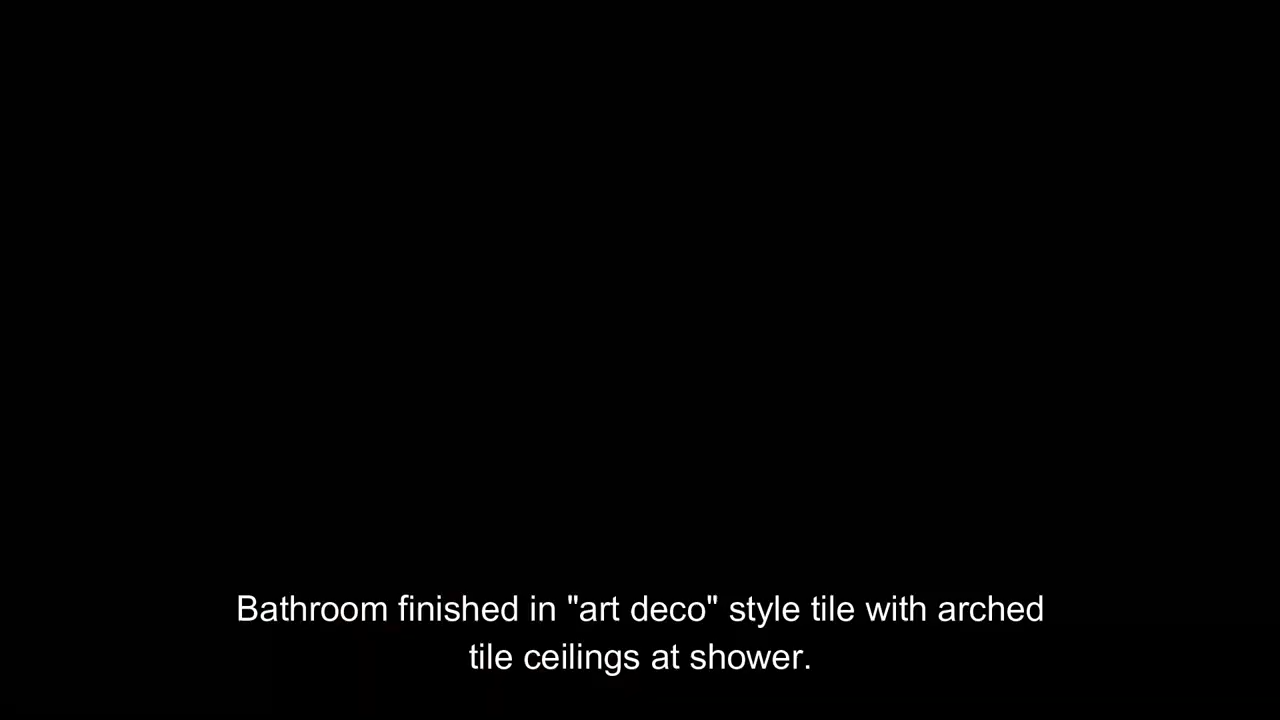 Bathroom finished in "art deco" style tile with arched
tile ceilings at shower.